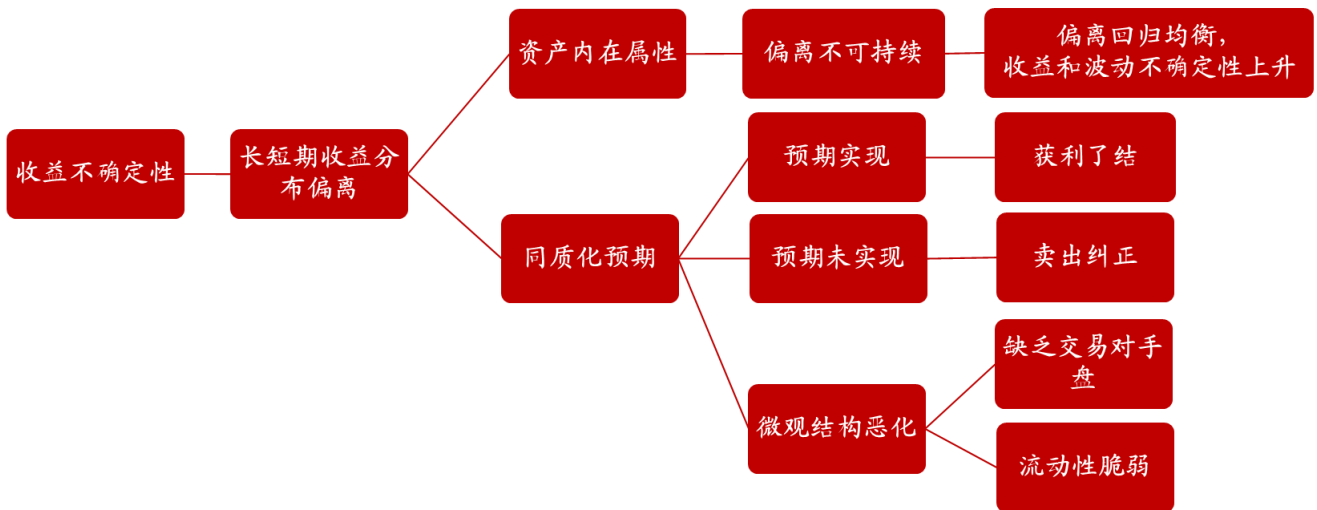 资产内在属性
偏离不可持续
偏离回归均衡，
收益和波动不确定性上升
收益不确定性
长短期收益分
布偏离
预期实现
获利了结
同质化预期
预期未实现
卖出纠正
微观结构恶化
缺乏交易对手
盘
流动性脆弱